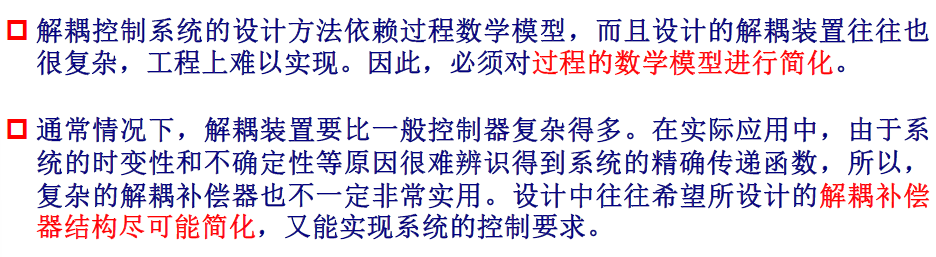 解耦控制系统的设计方法依赖过程数学模型，而且设计的解耦装置往往也
很复杂，工程上难以实现。因此，必须对过程的数学模型进行简化。
通常情况下，解耦装置要比一般控制器复杂得多。在实际应用中，由于系
统的时变性和不确定性等原因很难辨识得到系统的精确传递函数，所以，
复杂的解耦补偿器也不一定非常实用。设计中往往希望所设计的解耦补偿
器结构尽可能简化，又能实现系统的控制要求。